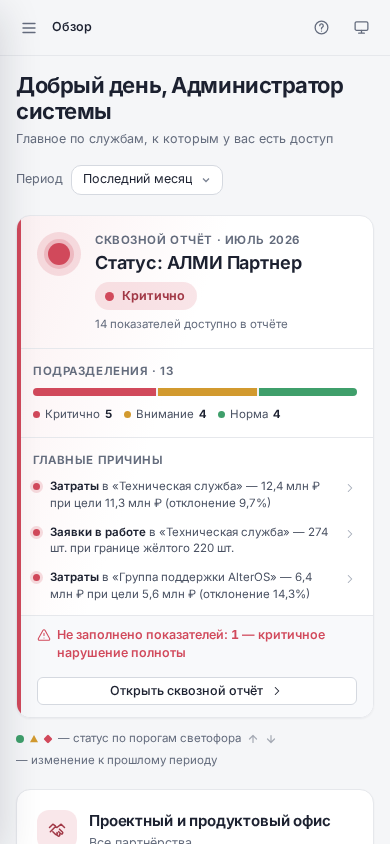 Обзор
Добрый день, Администратор
системы
Главное по службам, к которым у вас есть доступ
Период Последний месяц
СКВОЗНОЙ ОТЧЁТ · ИЮЛЬ 2026
Статус: АЛМИ Партнер
Критично
14 показателей доступно в отчёте
ПОДРАЗДЕЛЕНИЯ · 13
Критично 5 Внимание 4 Норма 4
ГЛАВНЫЕ ПРИЧИНЫ
Затраты в «Техническая служба» — 12,4 млн ₽
при цели 11,3 млн ₽ (отклонение 9,7%)
Заявки в работе в «Техническая служба» — 274
шт. при границе жёлтого 220 шт.
Затраты в «Группа поддержки AlterOS» — 6,4
млн ₽ при цели 5,6 млн ₽ (отклонение 14,3%)
Не заполнено показателей: 1 — критичное
нарушение полноты
Открыть сквозной отчёт
— статус по порогам светофора ↑ ↓
— изменение к прошлому периоду
Проектный и продуктовый офис
Все партнёрства